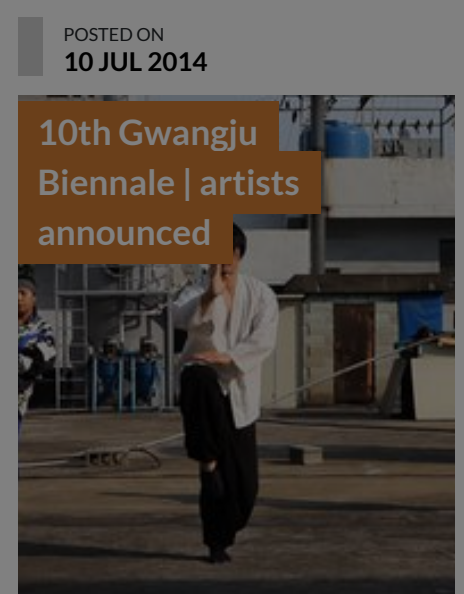 POSTED ON
10 JUL 2014
10th Gwangju
Biennale | artists
announced